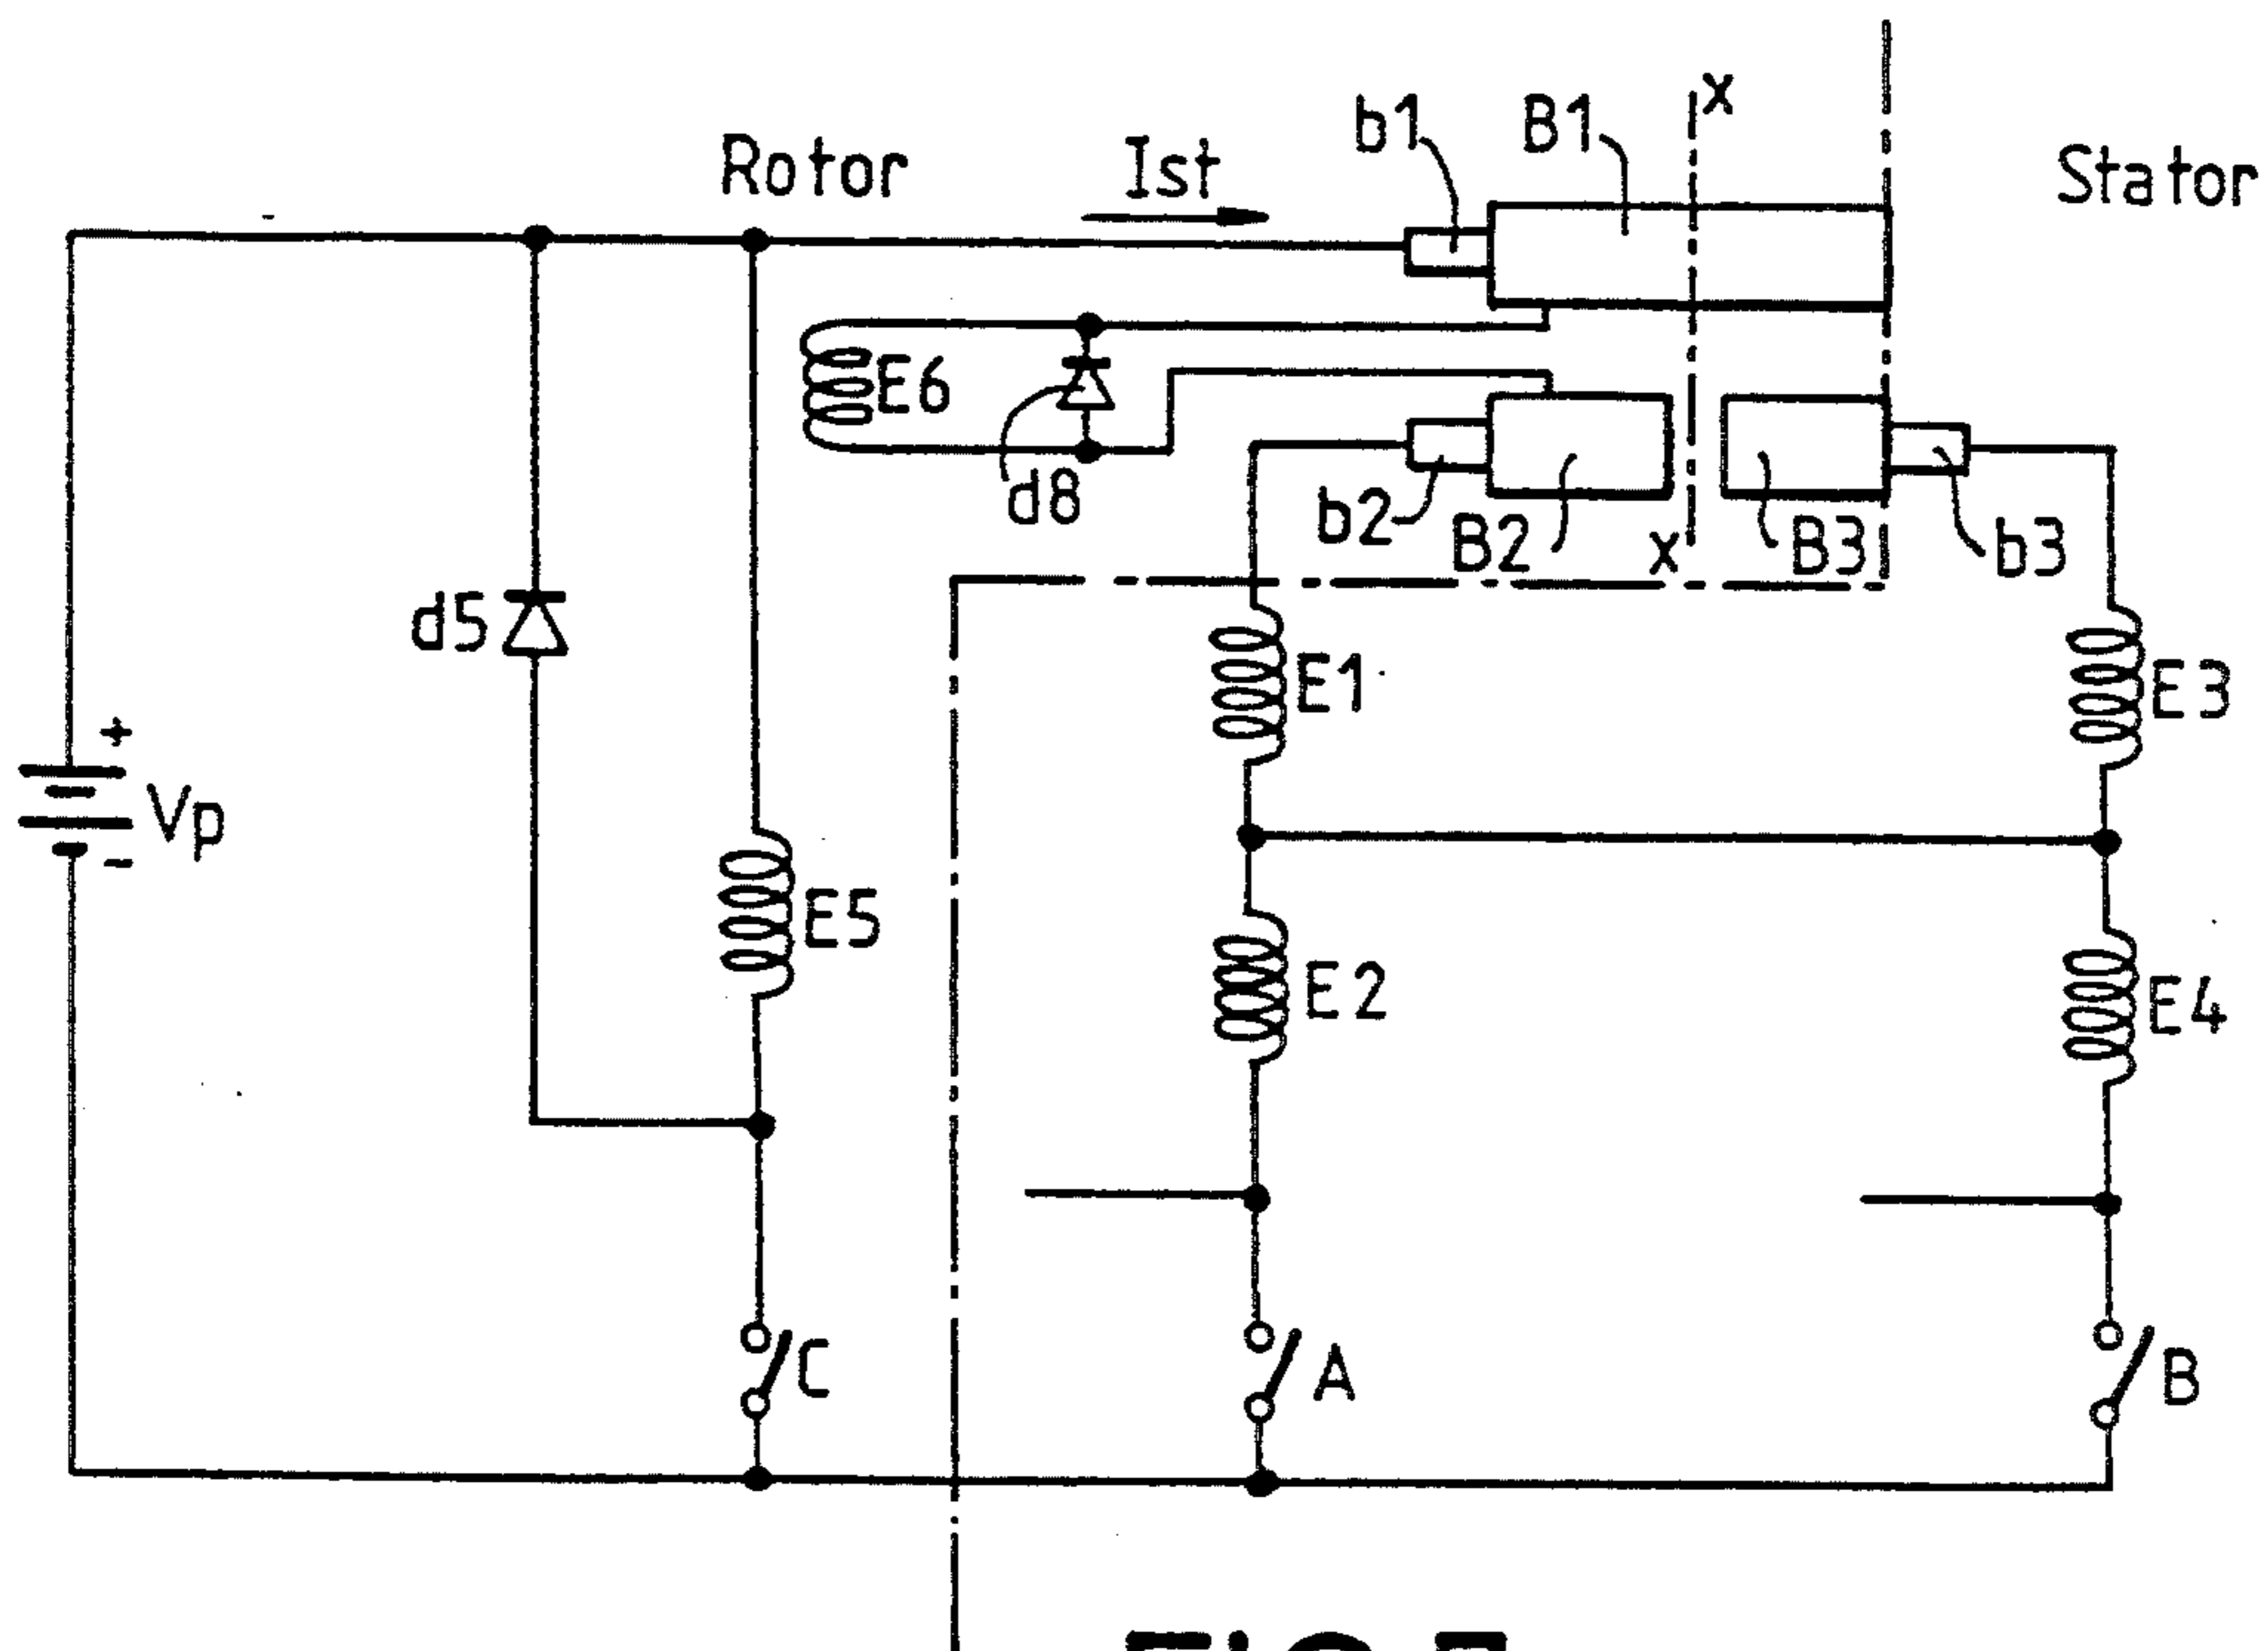 x
b1 B1
Rotor Ist Stator
E6
d8
b2 B2 x B3 b3
d5
E1 E3
+
Vp
-
E5
E2 E4
C A B